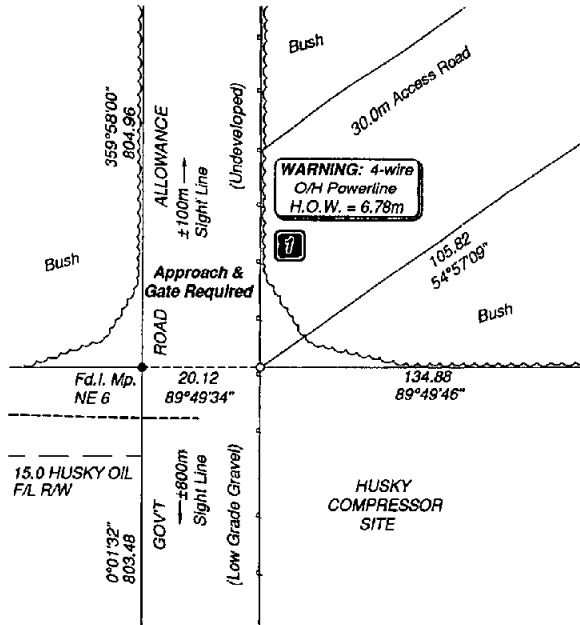 Bush
30.0m Access Road
359°58'00"
804.96
ALLOWANCE
±100m
Sight Line
(Undeveloped)
WARNING: 4-wire
O/H Powerline
H.O.W. = 6.78m
1
Bush
Approach &
Gate Required
105.82
54°57'09"
Bush
ROAD
Fd.I. Mp.
NE 6
20.12
89°49'34"
134.88
89°49'46"
15.0 HUSKY OIL
F/L R/W
0°01'32"
803.48
GOV'T
±800m
Sight Line
(Low Grade Gravel)
HUSKY
COMPRESSOR
SITE